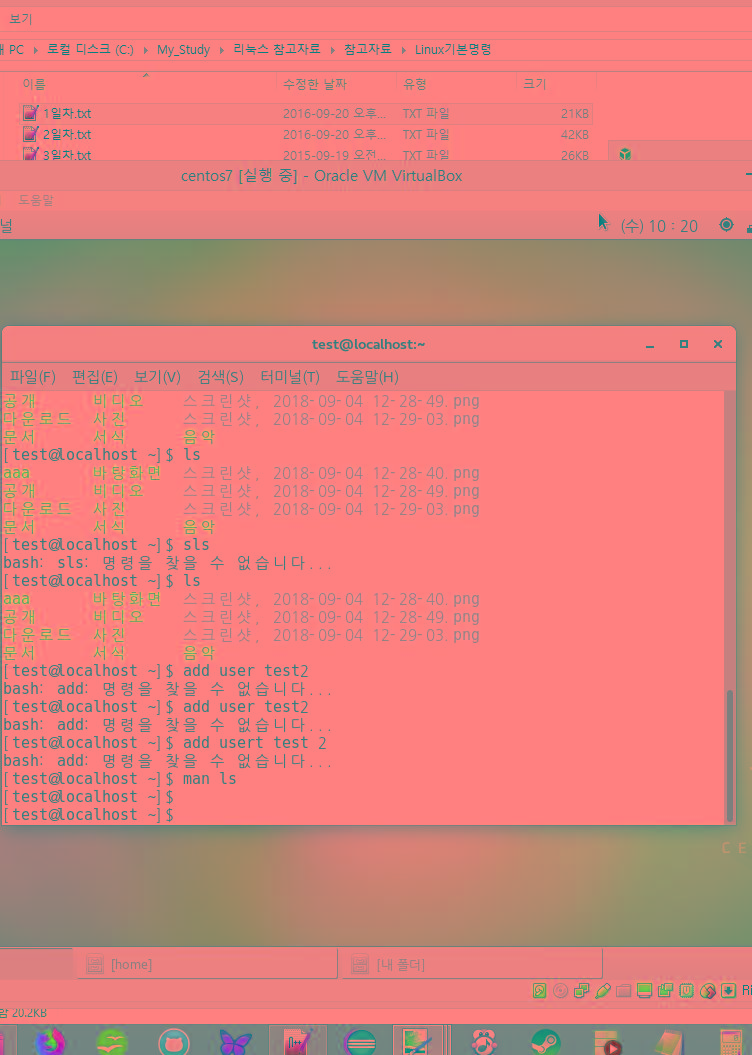 보기
PC › 로컬 디스크 (C:) › My_Study › 리눅스 참고자료 › 참고자료 › Linux기본명령
이름 수정한 날짜 유형 크기
1일차.txt 2016-09-20 오후... TXT 파일 21KB
2일차.txt 2016-09-20 오후... TXT 파일 42KB
3일차.txt 2015-09-19 오전... TXT 파일 26KB
centos7 [실행 중] - Oracle VM VirtualBox
도움말
널 (수) 10 : 20
test@localhost:~
파일(F) 편집(E) 보기(V) 검색(S) 터미널(T) 도움말(H)
공개 비디오 스크린샷, 2018-09-04 12-28-49.png
다운로드 사진 스크린샷, 2018-09-04 12-29-03.png
문서 서식 음악
[test@localhost ~]$ ls
aaa 바탕화면 스크린샷, 2018-09-04 12-28-40.png
공개 비디오 스크린샷, 2018-09-04 12-28-49.png
다운로드 사진 스크린샷, 2018-09-04 12-29-03.png
문서 서식 음악
[test@localhost ~]$ sls
bash: sls: 명령을 찾을 수 없습니다...
[test@localhost ~]$ ls
aaa 바탕화면 스크린샷, 2018-09-04 12-28-40.png
공개 비디오 스크린샷, 2018-09-04 12-28-49.png
다운로드 사진 스크린샷, 2018-09-04 12-29-03.png
문서 서식 음악
[test@localhost ~]$ add user test2
bash: add: 명령을 찾을 수 없습니다...
[test@localhost ~]$ add user test2
bash: add: 명령을 찾을 수 없습니다...
[test@localhost ~]$ add usert test 2
bash: add: 명령을 찾을 수 없습니다...
[test@localhost ~]$ man ls
[test@localhost ~]$
[test@localhost ~]$
C E
[home] [내 폴더]
Ri
함 20.2KB